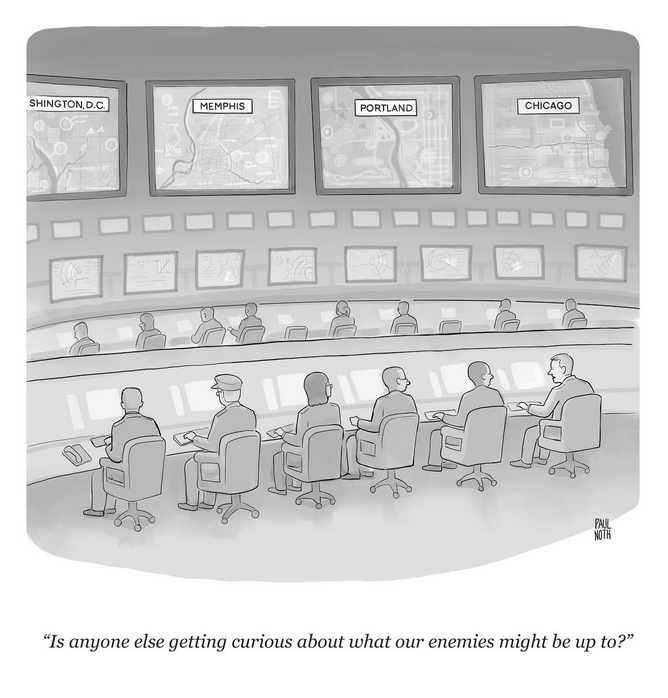 SHINGTON, D.C.
MEMPHIS
PORTLAND
CHICAGO
PAUL
NOTH
“Is anyone else getting curious about what our enemies might be up to?”